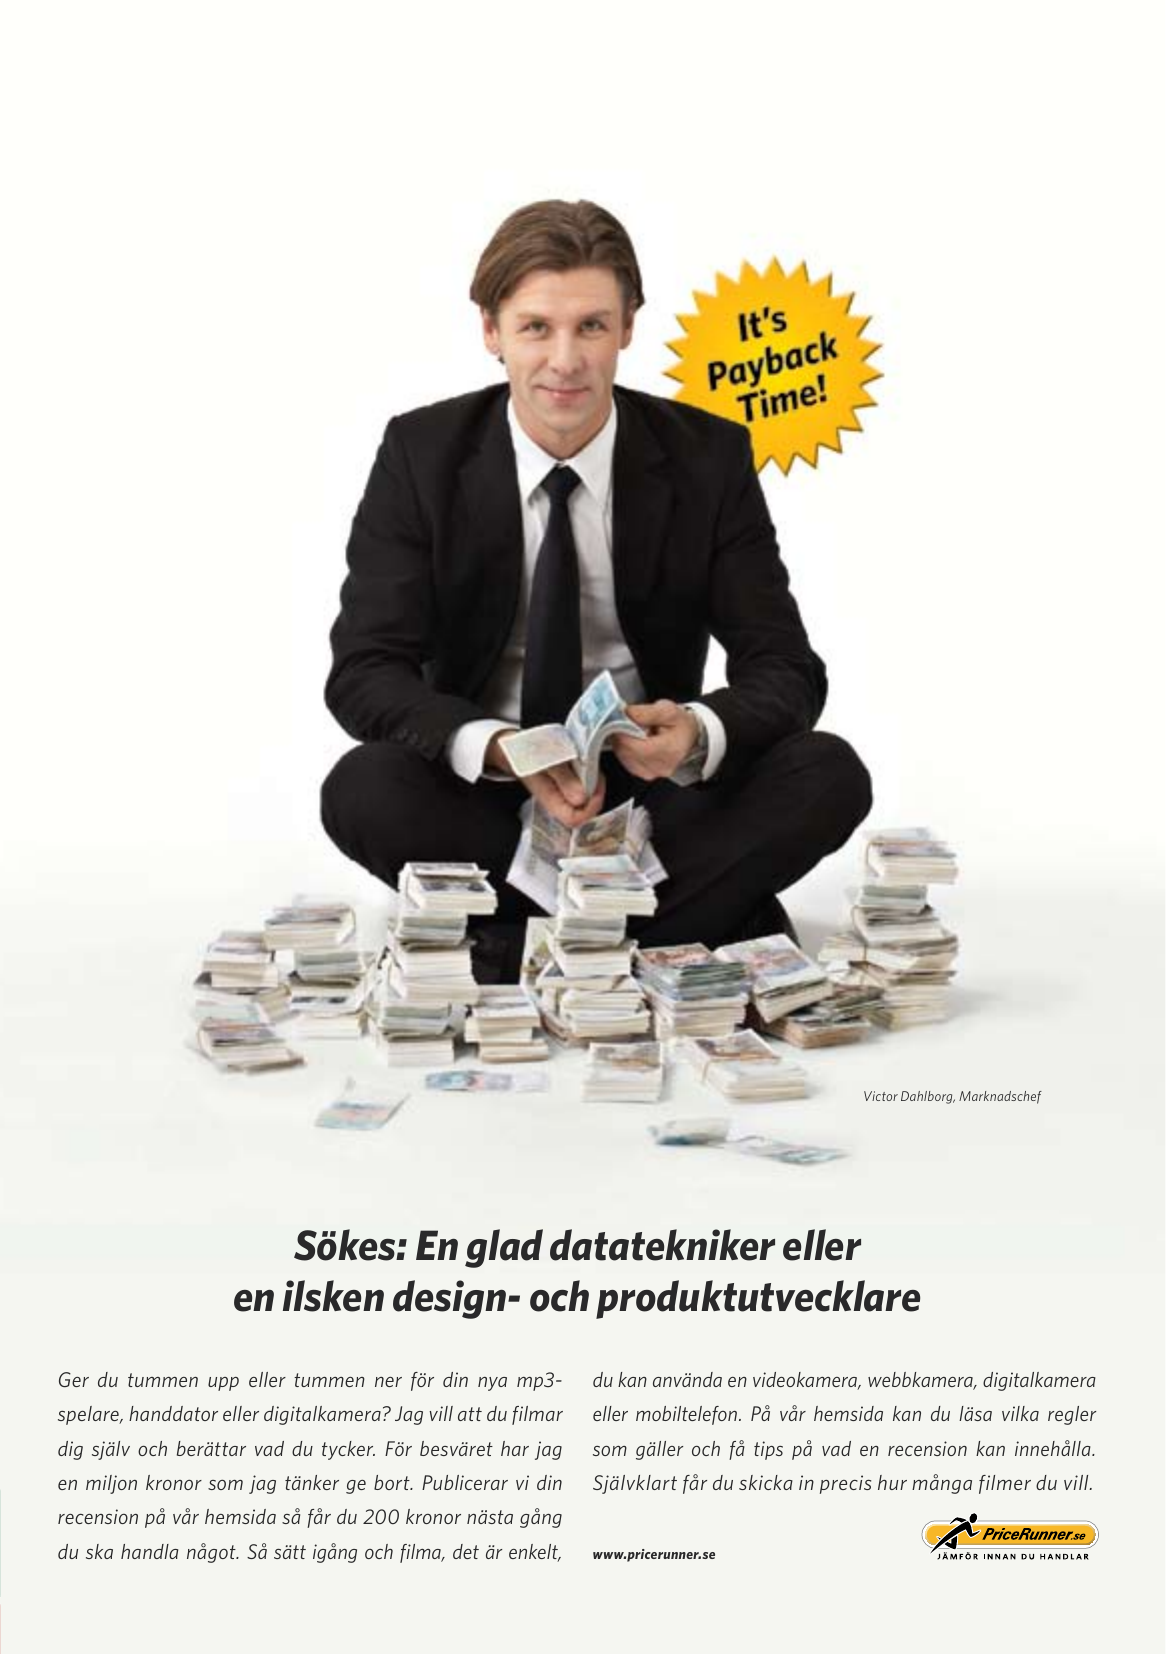 It's
Payback
Time!
Victor Dahlborg, Marknadschef
Sökes: En glad datatekniker eller
en ilsken design- och produktutvecklare
Ger du tummen upp eller tummen ner för din nya mp3-
spelare, handdator eller digitalkamera? Jag vill att du filmar
dig själv och berättar vad du tycker. För besväret har jag
en miljon kronor som jag tänker ge bort. Publicerar vi din
recension på vår hemsida så får du 200 kronor nästa gång
du ska handla något. Så sätt igång och filma, det är enkelt,
du kan använda en videokamera, webbkamera, digitalkamera
eller mobiltelefon. På vår hemsida kan du läsa vilka regler
som gäller och få tips på vad en recension kan innehålla.
Självklart får du skicka in precis hur många filmer du vill.
www.pricerunner.se
PriceRunner.se
JÄMFÖR INNAN DU HANDLAR